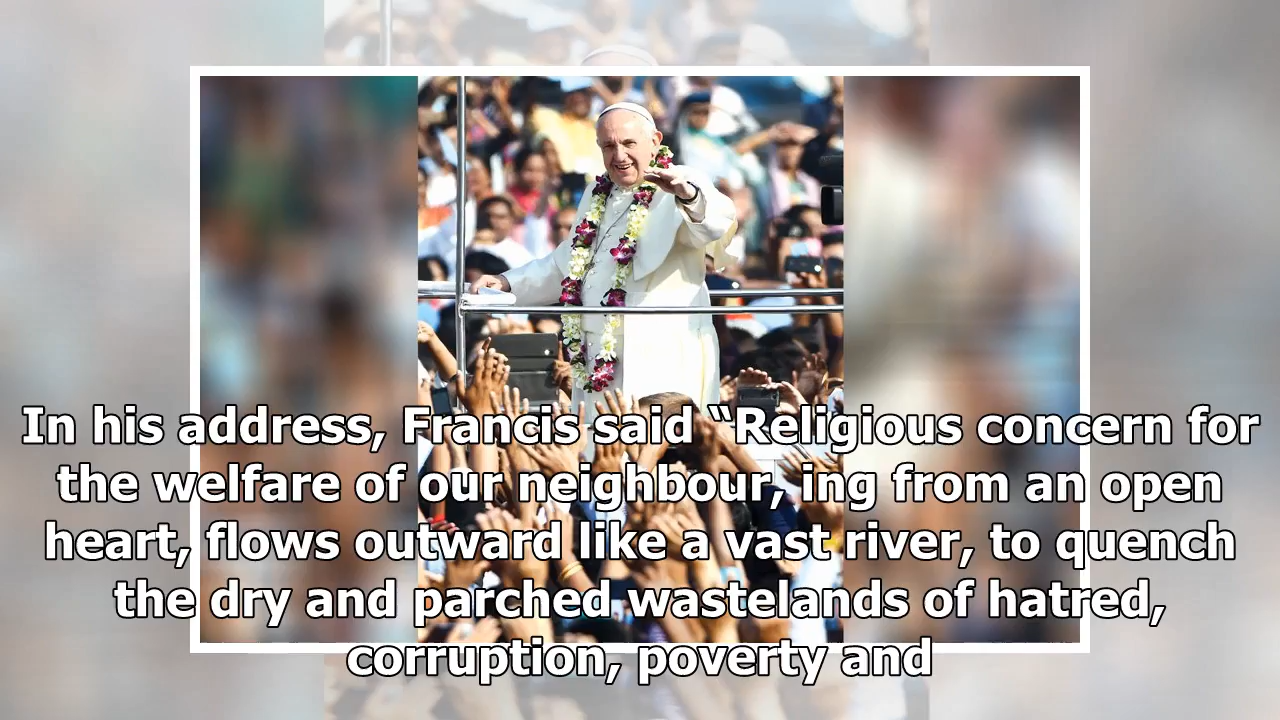 In his address, Francis said “Religious concern for
the welfare of our neighbour, ing from an open
heart, flows outward like a vast river, to quench
the dry and parched wastelands of hatred,
corruption, poverty and